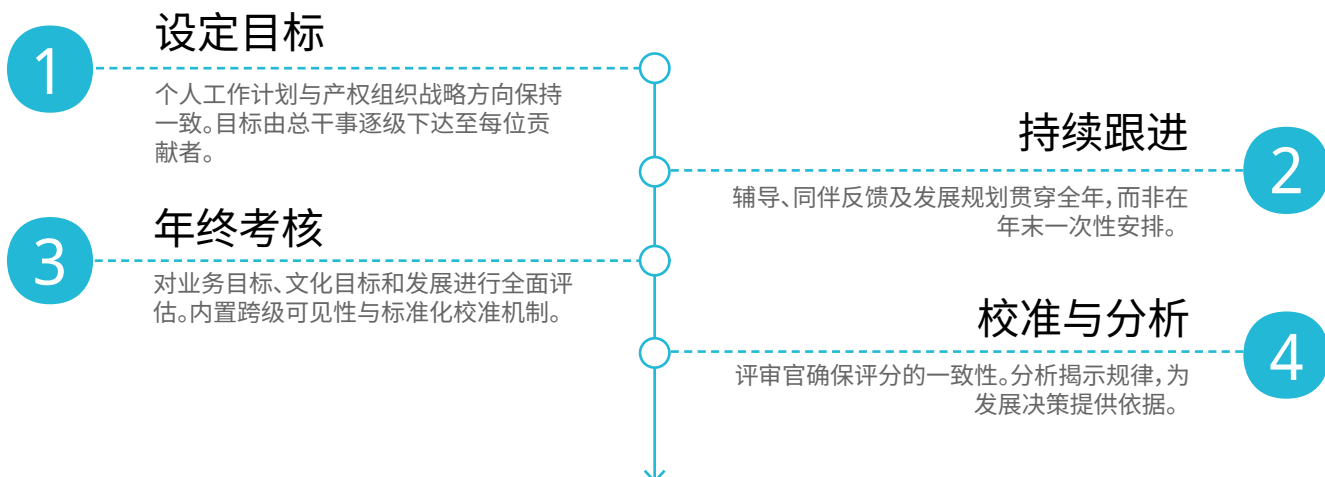 1
设定目标
个人工作计划与产权组织战略方向保持
一致。目标由总干事逐级下达至每位贡
献者。
2
持续跟进
辅导、同伴反馈及发展规划贯穿全年，而非在
年末一次性安排。
3
年终考核
对业务目标、文化目标和发展进行全面评
估。内置跨级可见性与标准化校准机制。
4
校准与分析
评审官确保评分的一致性。分析揭示规律，为
发展决策提供依据。